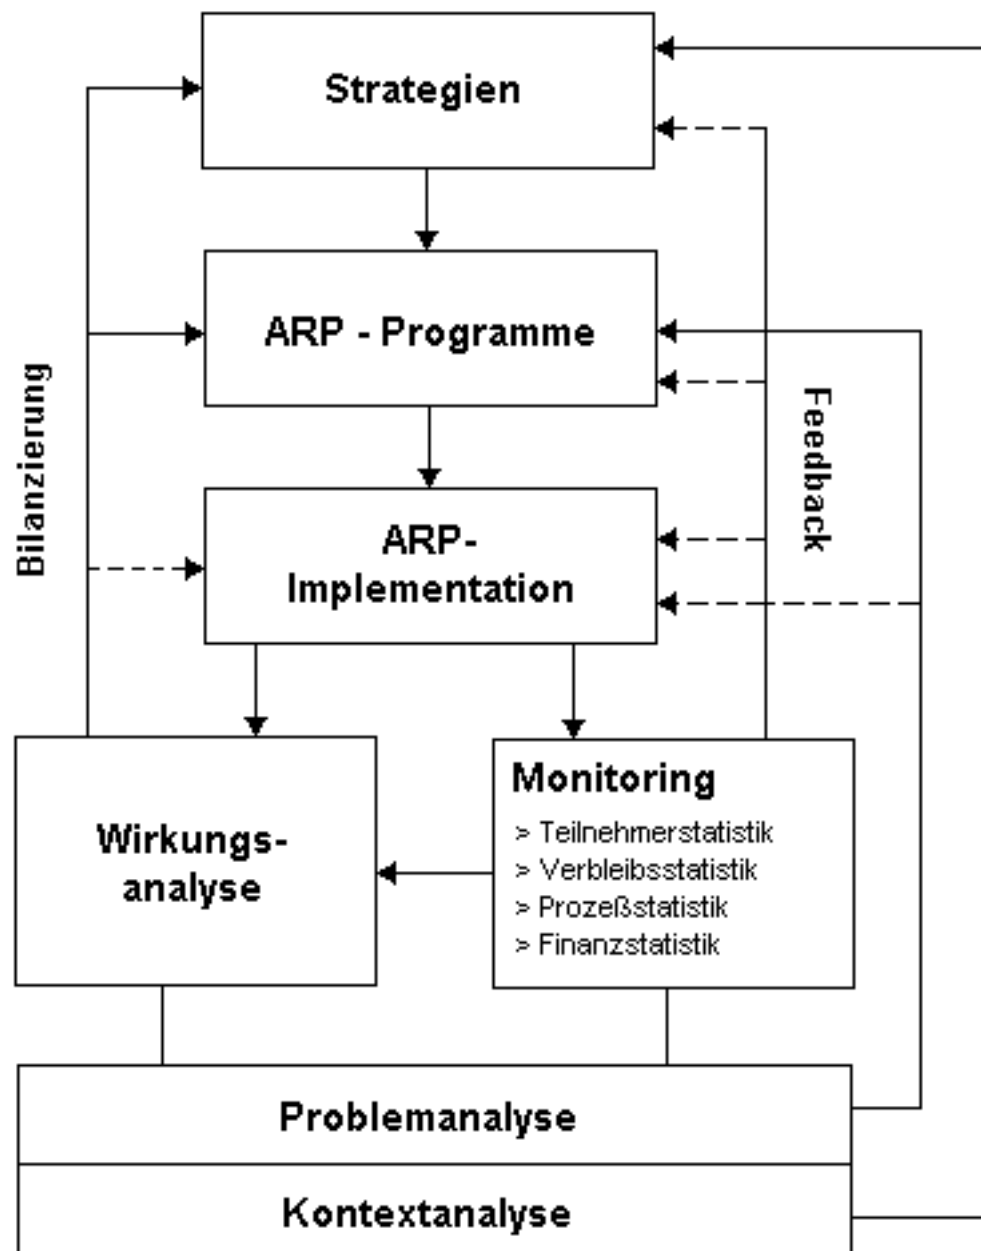 Strategien
ARP - Programme
Bilanzierung
Feedback
ARP-
Implementation
Wirkungs-
analyse
Monitoring
> Teilnehmerstatistik
> Verbleibsstatistik
> Prozeßstatistik
> Finanzstatistik
Problemanalyse
Kontextanalyse